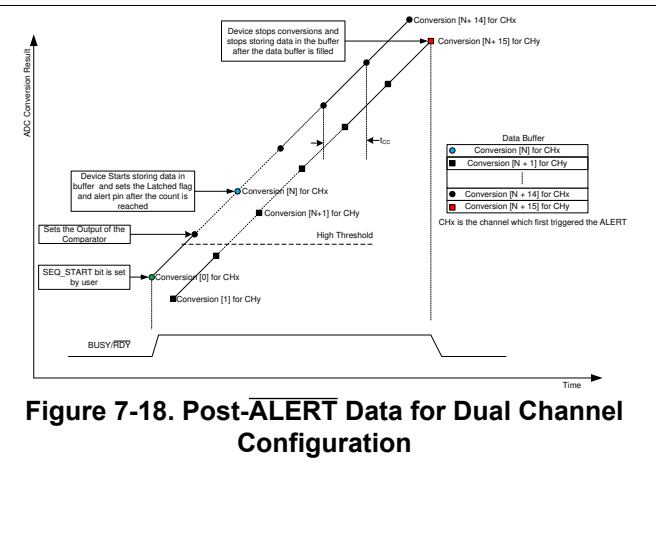 Conversion [N+ 14] for CHx
Device stops conversions and
stops storing data in the buffer
after the data buffer is filled
Conversion [N+ 15] for CHy
ADC Conversion Result
tCC
Data Buffer
Conversion [N] for CHx
Conversion [N + 1] for CHy
Conversion [N + 14] for CHx
Conversion [N + 15] for CHy
CHx is the channel which first triggered the ALERT
Device Starts storing data in
buffer and sets the Latched flag
and alert pin after the count is
reached
Conversion [N] for CHx
Conversion [N+1] for CHy
Sets the Output of the
Comparator
High Threshold
SEQ_START bit is set
by user
Conversion [0] for CHx
Conversion [1] for CHy
BUSY/RDY
Time
Figure 7-18. Post-ALERT Data for Dual Channel
Configuration